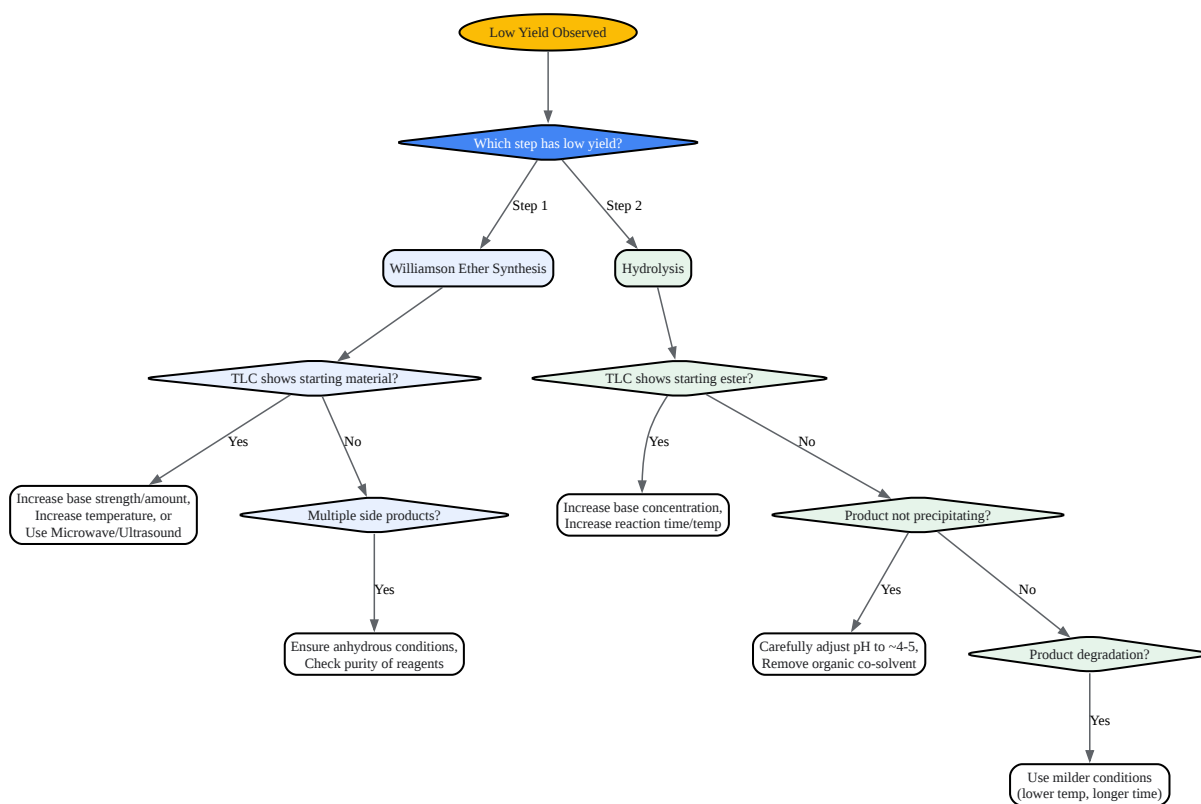 Low Yield Observed
Which step has low yield?
Step 1
Step 2
Williamson Ether Synthesis
Hydrolysis
TLC shows starting material?
TLC shows starting ester?
Yes
No
Yes
No
Increase base strength/amount,
Increase temperature, or
Use Microwave/Ultrasound
Multiple side products?
Increase base concentration,
Increase reaction time/temp
Product not precipitating?
Yes
Yes
No
Ensure anhydrous conditions,
Check purity of reagents
Carefully adjust pH to ~4-5,
Remove organic co-solvent
Product degradation?
Yes
Use milder conditions
(lower temp, longer time)